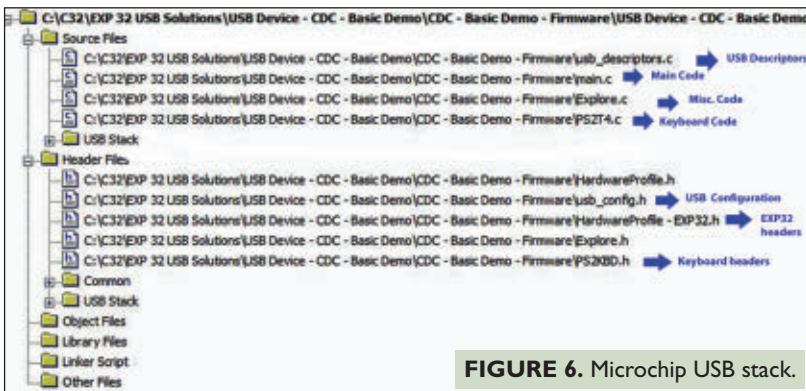 C:\C32\EXP 32 USB Solutions\USB Device - CDC - Basic Demo\CDC - Basic Demo - Firmware\USB Device - CDC - Basic Demo
Source Files
C:\C32\EXP 32 USB Solutions\USB Device - CDC - Basic Demo\CDC - Basic Demo - Firmware\usb_descriptors.c USB Descriptors
C:\C32\EXP 32 USB Solutions\USB Device - CDC - Basic Demo\CDC - Basic Demo - Firmware\main.c Main Code
C:\C32\EXP 32 USB Solutions\USB Device - CDC - Basic Demo\CDC - Basic Demo - Firmware\Explore.c Misc. Code
C:\C32\EXP 32 USB Solutions\USB Device - CDC - Basic Demo\CDC - Basic Demo - Firmware\PS2T4.c Keyboard Code
USB Stack
Header Files
C:\C32\EXP 32 USB Solutions\USB Device - CDC - Basic Demo\CDC - Basic Demo - Firmware\HardwareProfile.h
C:\C32\EXP 32 USB Solutions\USB Device - CDC - Basic Demo\CDC - Basic Demo - Firmware\usb_config.h USB Configuration
C:\C32\EXP 32 USB Solutions\USB Device - CDC - Basic Demo\CDC - Basic Demo - Firmware\HardwareProfile - EXP32.h EXP32 headers
C:\C32\EXP 32 USB Solutions\USB Device - CDC - Basic Demo\CDC - Basic Demo - Firmware\Explore.h
C:\C32\EXP 32 USB Solutions\USB Device - CDC - Basic Demo\CDC - Basic Demo - Firmware\PS2KBD.h Keyboard headers
Common
USB Stack
Object Files
Library Files
Linker Script
Other Files
FIGURE 6. Microchip USB stack.